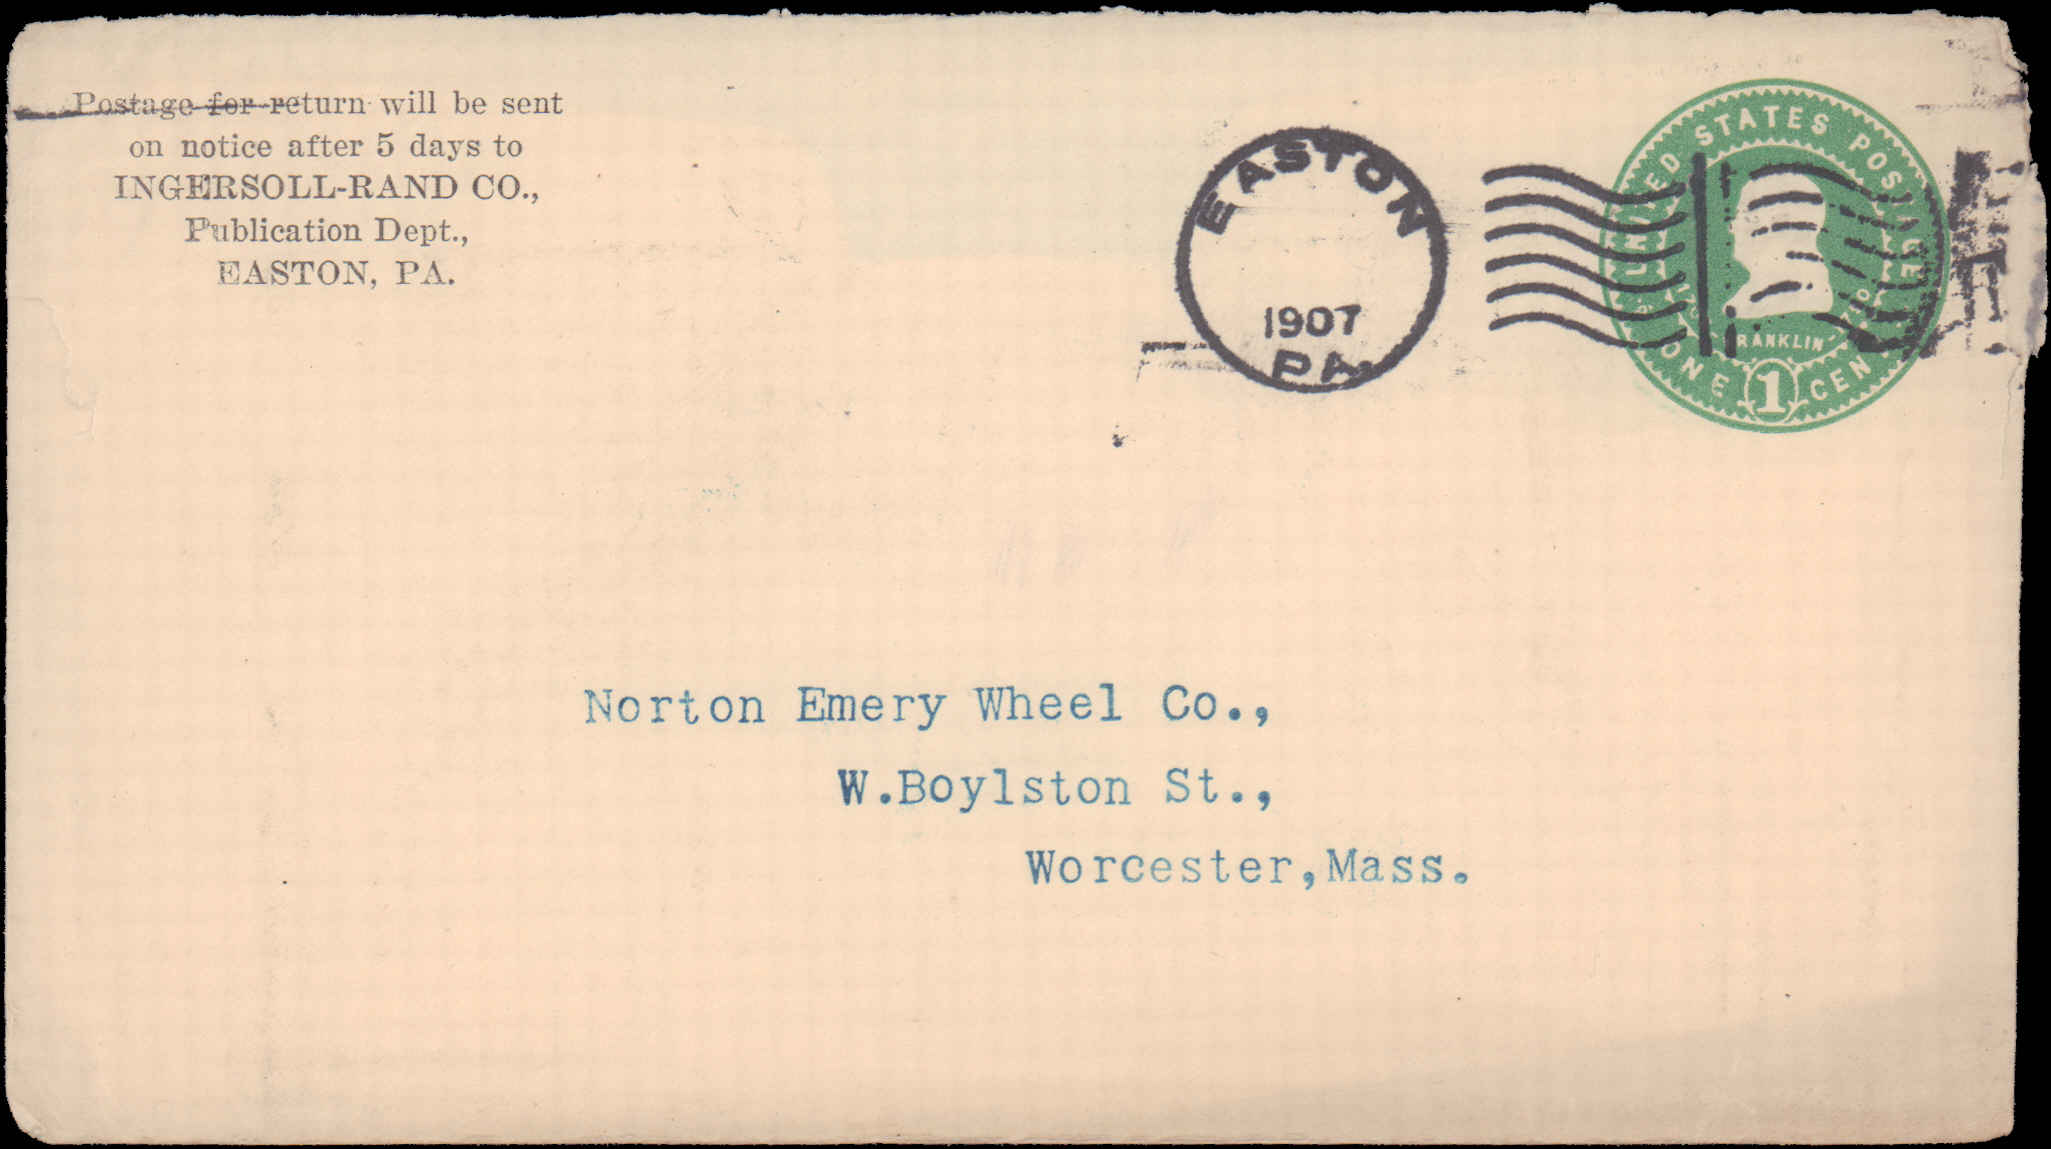 Postage for return will be sent
on notice after 5 days to
INGERSOLL-RAND CO.,
Publication Dept.,
EASTON, PA.
EASTON
1907
PA.
UNITED STATES POSTAGE
FRANKLIN
ONE 1 CENT
Norton Emery Wheel Co.,
W.Boylston St.,
Worcester,Mass.